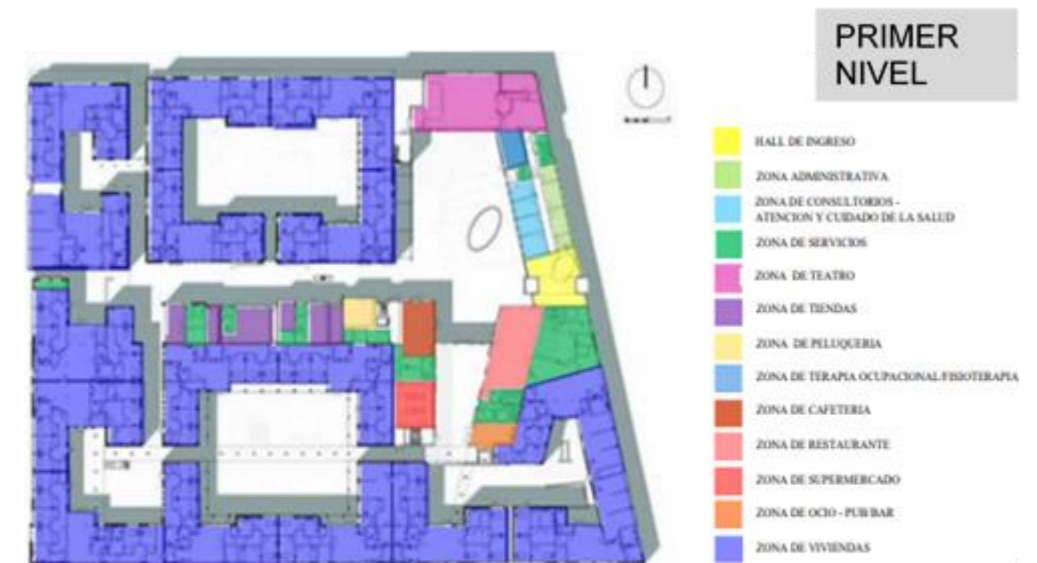 PRIMER
NIVEL
HALL DE INGRESO
ZONA ADMINISTRATIVA
ZONA DE CONSULTORIOS -
ATENCION Y CUIDADO DE LA SALUD
ZONA DE SERVICIOS
ZONA DE TEATRO
ZONA DE TIENDAS
ZONA DE PELUQUERIA
ZONA DE TERAPIA OCUPACIONAL/FISIOTERAPIA
ZONA DE CAFETERIA
ZONA DE RESTAURANTE
ZONA DE SUPERMERCADO
ZONA DE OCIO - PUB/BAR
ZONA DE VIVIENDAS